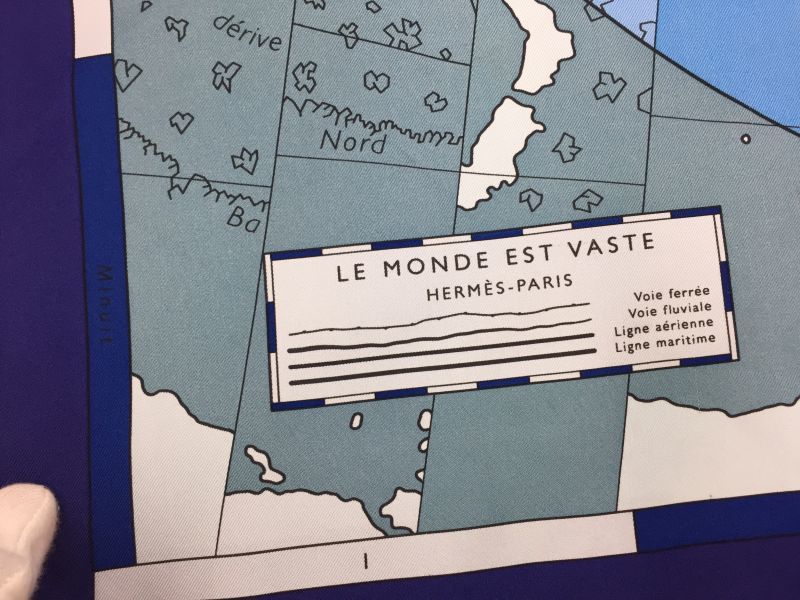 dérive
Nord
Ba
Minuit
LE MONDE EST VASTE
HERMÈS-PARIS
Voie ferrée
Voie fluviale
Ligne aérienne
Ligne maritime
I